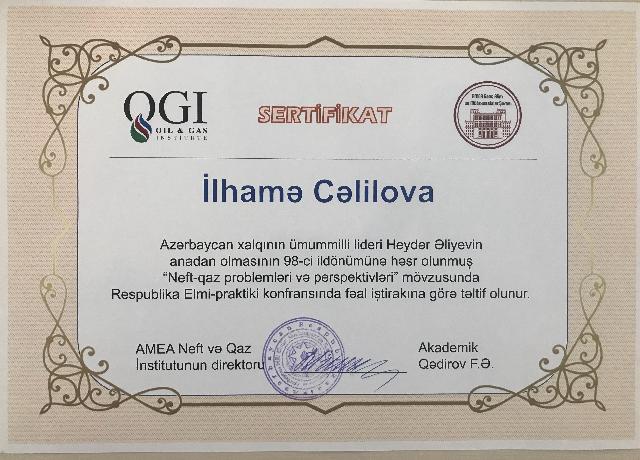 QGI
OIL & GAS
INSTITUTE
SERTİFİKAT
İlhamə Cəlilova
Azərbaycan xalqının ümummilli lideri Heyder Əliyevin
anadan olmasının 98-ci ildönümünə həsr olunmuş
“Neft-qaz problemləri və perspektivləri” mövzusunda
Respublika Elmi-praktiki konfransında fəal iştirakına görə təltif olunur.
AMEA Neft və Qaz
İnstitutunun direktoru
Akademik
Qədirov F.Ə.